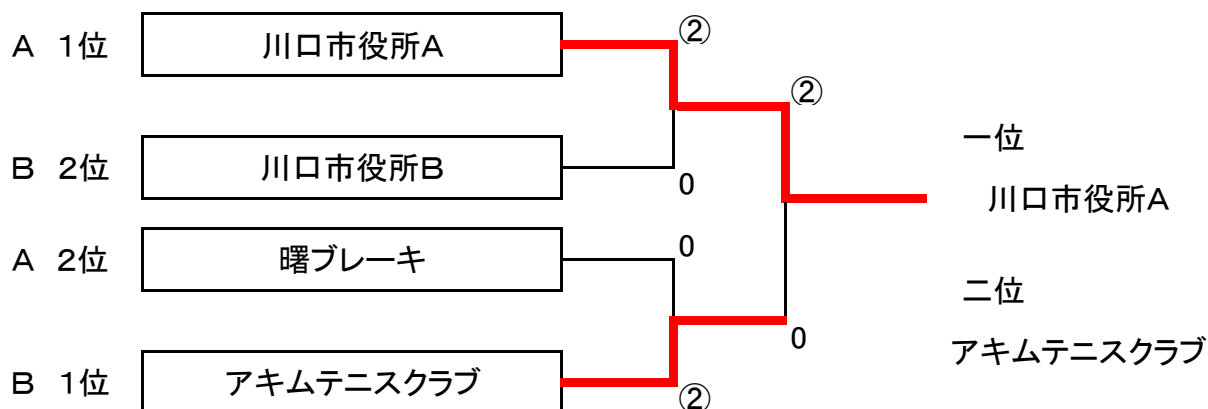 A 1位 川口市役所A ②
②
B 2位 川口市役所B 0
一位
川口市役所A
A 2位 曙ブレーキ 0
二位
0
アキムテニスクラブ
B 1位 アキムテニスクラブ ②